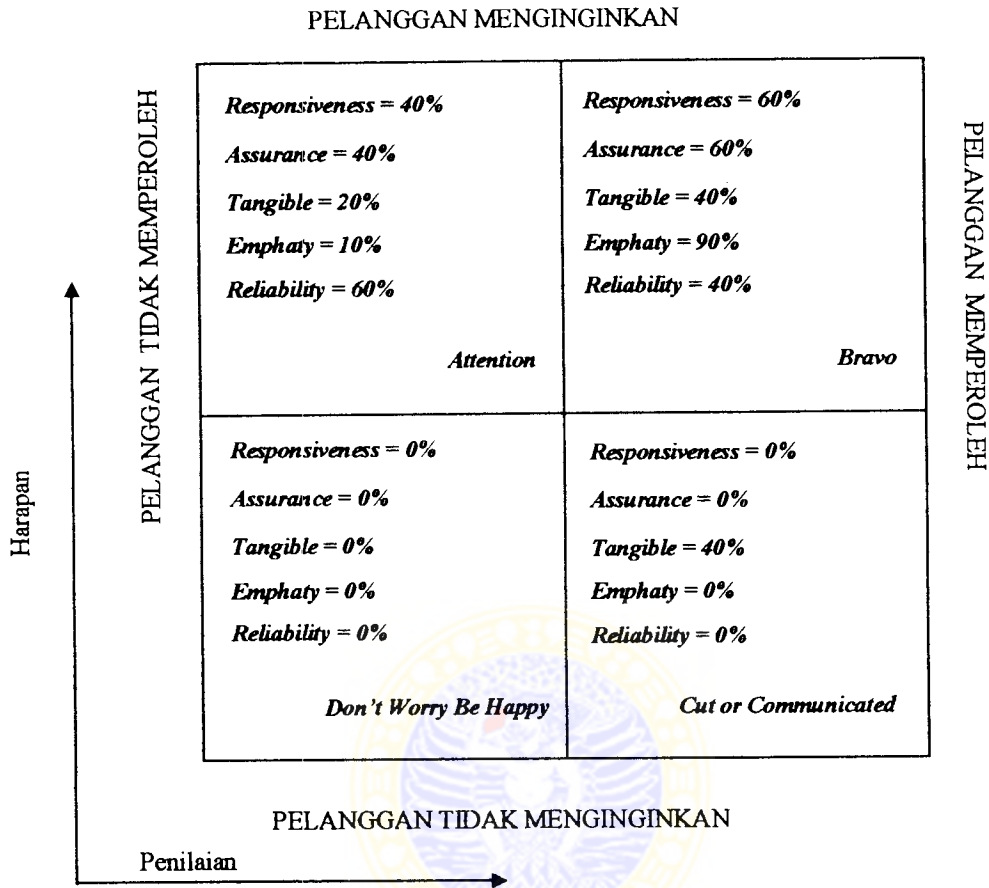 PELANGGAN MENGINGINKAN
PELANGGAN TIDAK MEMPEROLEH
Responsiveness = 40%
Assurance = 40%
Tangible = 20%
Emphaty = 10%
Reliability = 60%
Attention
Responsiveness = 60%
Assurance = 60%
Tangible = 40%
Emphaty = 90%
Reliability = 40%
Bravo
PELANGGAN MEMPEROLEH
Harapan
Responsiveness = 0%
Assurance = 0%
Tangible = 0%
Emphaty = 0%
Reliability = 0%
Don't Worry Be Happy
Responsiveness = 0%
Assurance = 0%
Tangible = 40%
Emphaty = 0%
Reliability = 0%
Cut or Communicated
PELANGGAN TIDAK MENGINGINKAN
Penilaian